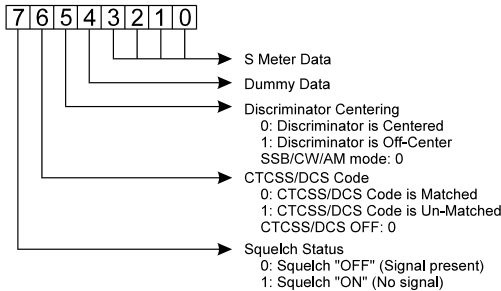 7 6 5 4 3 2 1 0
S Meter Data
Dummy Data
Discriminator Centering
0: Discriminator is Centered
1: Discriminator is Off-Center
SSB/CW/AM mode: 0
CTCSS/DCS Code
0: CTCSS/DCS Code is Matched
1: CTCSS/DCS Code is Un-Matched
CTCSS/DCS OFF: 0
Squelch Status
0: Squelch "OFF" (Signal present)
1: Squelch "ON" (No signal)